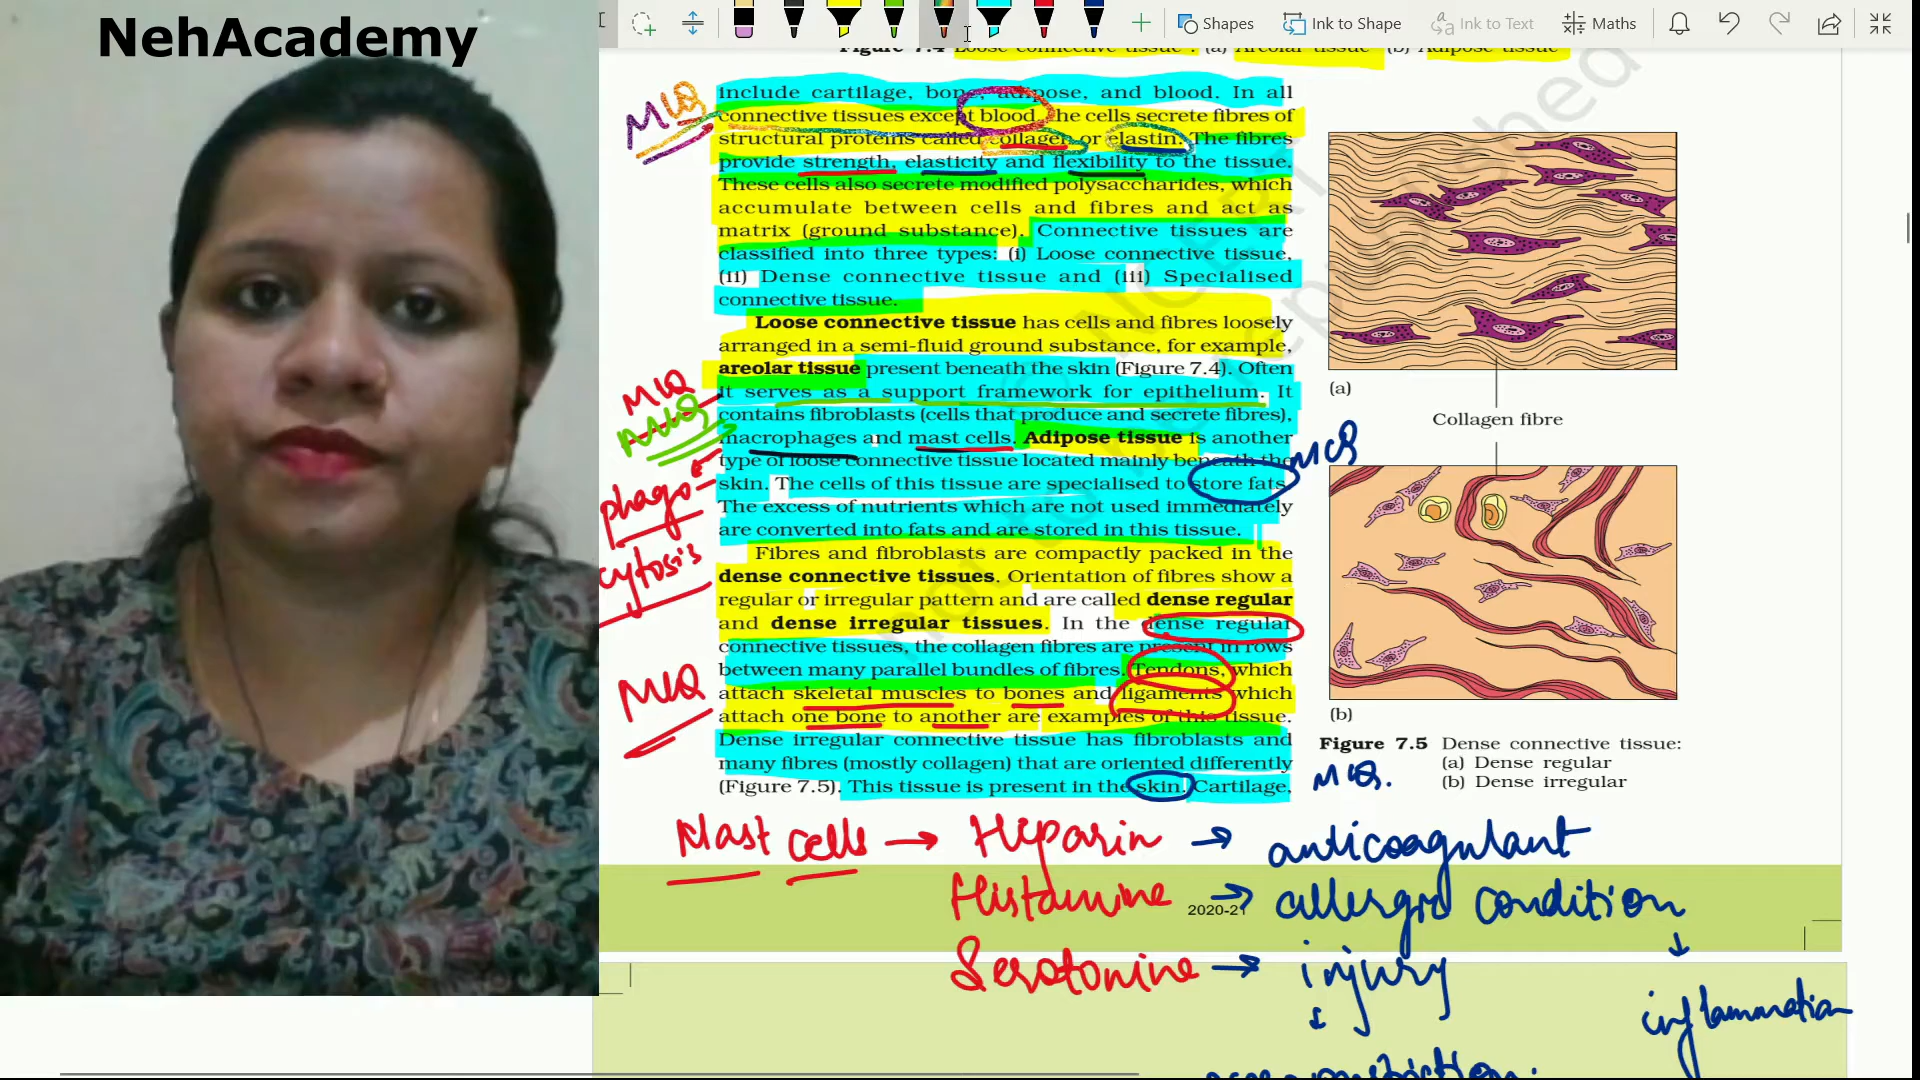 NehAcademy
Shapes
Ink to Shape
Ink to Text
Maths
Figure 7.4 Loose connective tissue : (a) Areolar tissue (b) Adipose tissue
MCQ
include cartilage, bone, adipose, and blood. In all
connective tissues except blood, the cells secrete fibres of
structural proteins called collagen or elastin. The fibres
provide strength, elasticity and flexibility to the tissue.
These cells also secrete modified polysaccharides, which
accumulate between cells and fibres and act as
matrix (ground substance). Connective tissues are
classified into three types: (i) Loose connective tissue,
(ii) Dense connective tissue and (iii) Specialised
connective tissue.
Loose connective tissue has cells and fibres loosely
arranged in a semi-fluid ground substance, for example,
areolar tissue present beneath the skin (Figure 7.4). Often
it serves as a support framework for epithelium. It
contains fibroblasts (cells that produce and secrete fibres),
macrophages and mast cells. Adipose tissue is another
type of loose connective tissue located mainly beneath the
skin. The cells of this tissue are specialised to store fats.
The excess of nutrients which are not used immediately
are converted into fats and are stored in this tissue.
Fibres and fibroblasts are compactly packed in the
dense connective tissues. Orientation of fibres show a
regular or irregular pattern and are called dense regular
and dense irregular tissues. In the dense regular
connective tissues, the collagen fibres are present in rows
between many parallel bundles of fibres. Tendons, which
attach skeletal muscles to bones and ligaments which
attach one bone to another are examples of this tissue.
Dense irregular connective tissue has fibroblasts and
many fibres (mostly collagen) that are oriented differently
(Figure 7.5). This tissue is present in the skin. Cartilage,
MCQ
phago
cytosis
MCQ
MCQ
(a)
Collagen fibre
(b)
Figure 7.5 Dense connective tissue:
(a) Dense regular
(b) Dense irregular
MCQ.
Mast cells → Heparin → anticoagulant
Histamine → allergic condition
2020-21
Serotonine → injury
inflammation